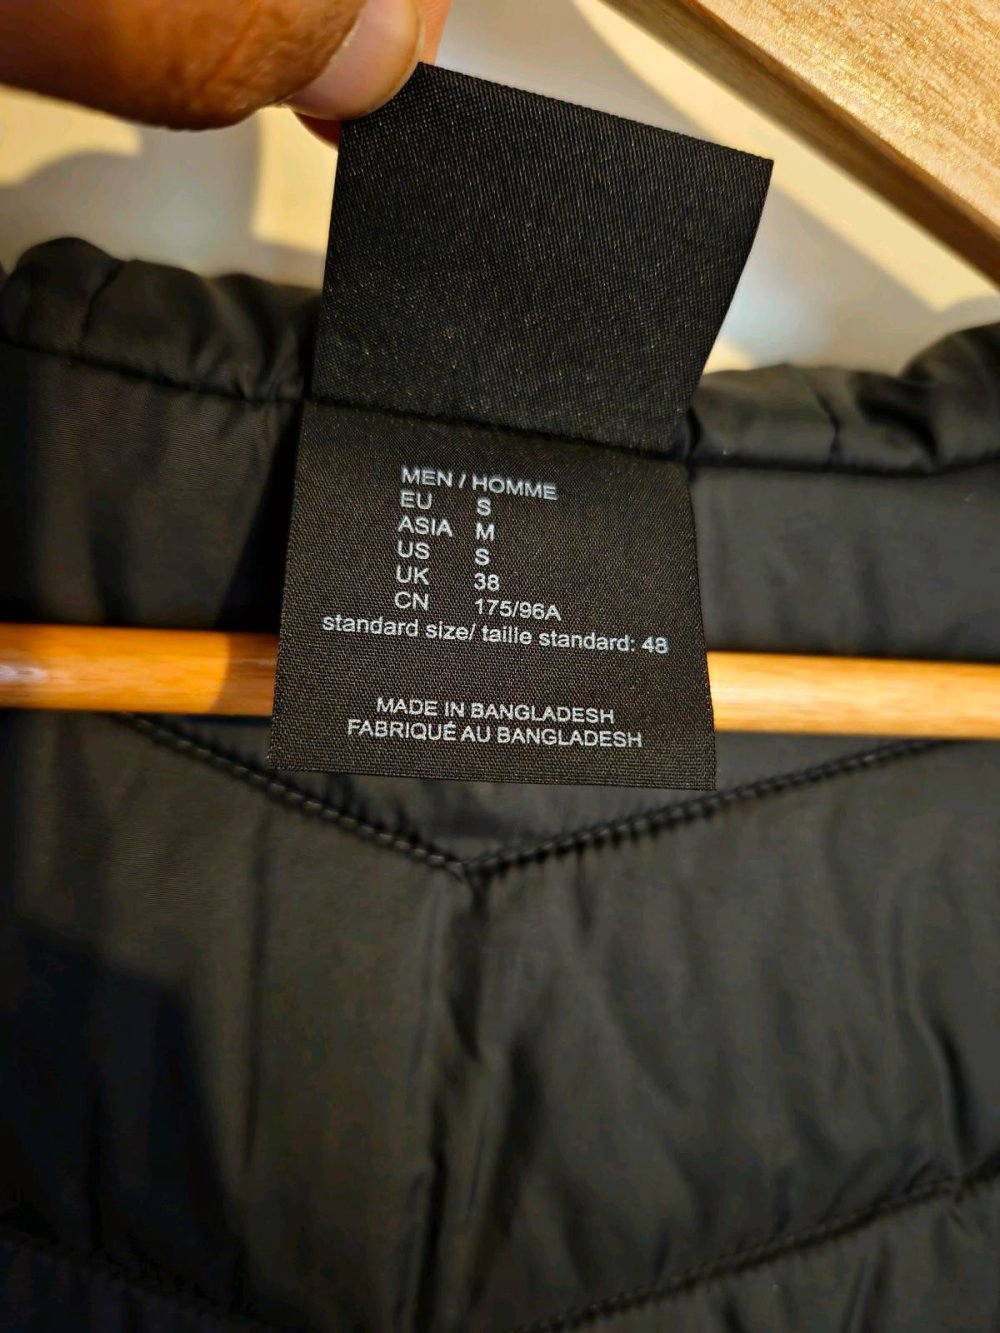 MEN / HOMME
EU S
ASIA M
US S
UK 38
CN 175/96A
standard size/ taille standard: 48
MADE IN BANGLADESH
FABRIQUÉ AU BANGLADESH